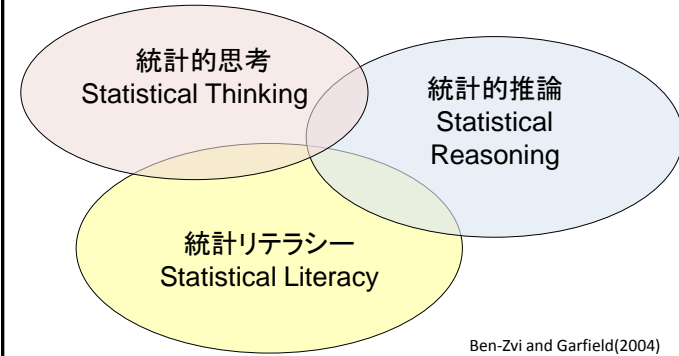 統計的思考
Statistical Thinking
統計的推論
Statistical
Reasoning
統計リテラシー
Statistical Literacy
Ben-Zvi and Garfield(2004)